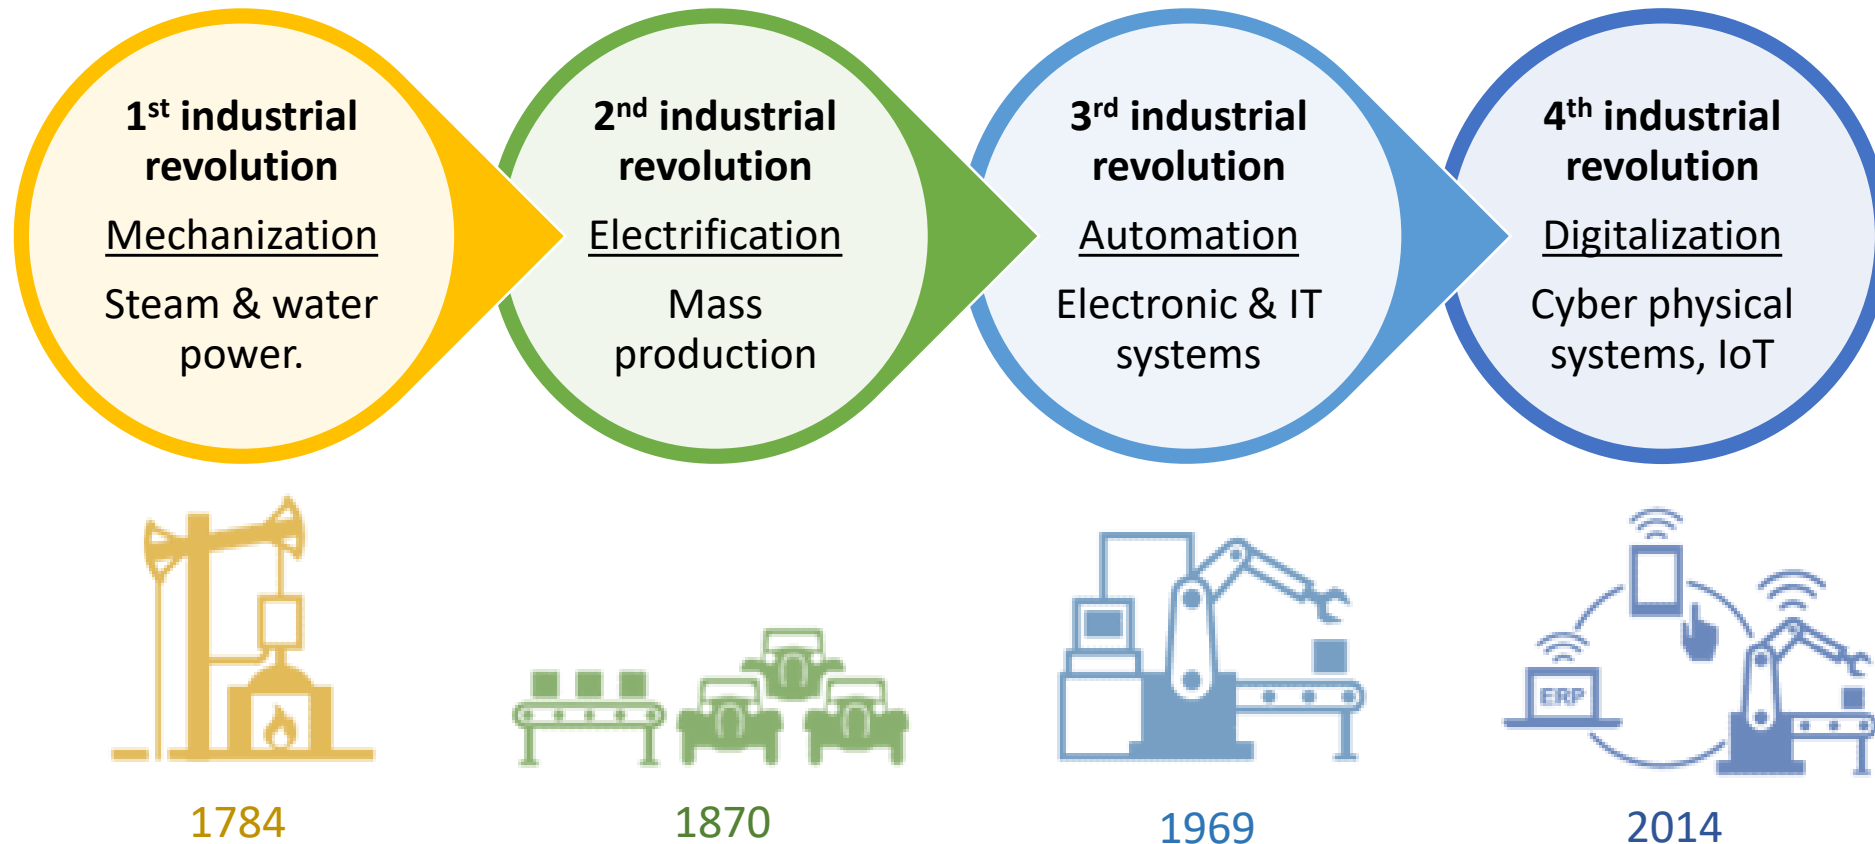 1st industrial
revolution
Mechanization
Steam & water
power.
2nd industrial
revolution
Electrification
Mass
production
3rd industrial
revolution
Automation
Electronic & IT
systems
4th industrial
revolution
Digitalization
Cyber physical
systems, IoT
ERP
1784
1870
1969
2014